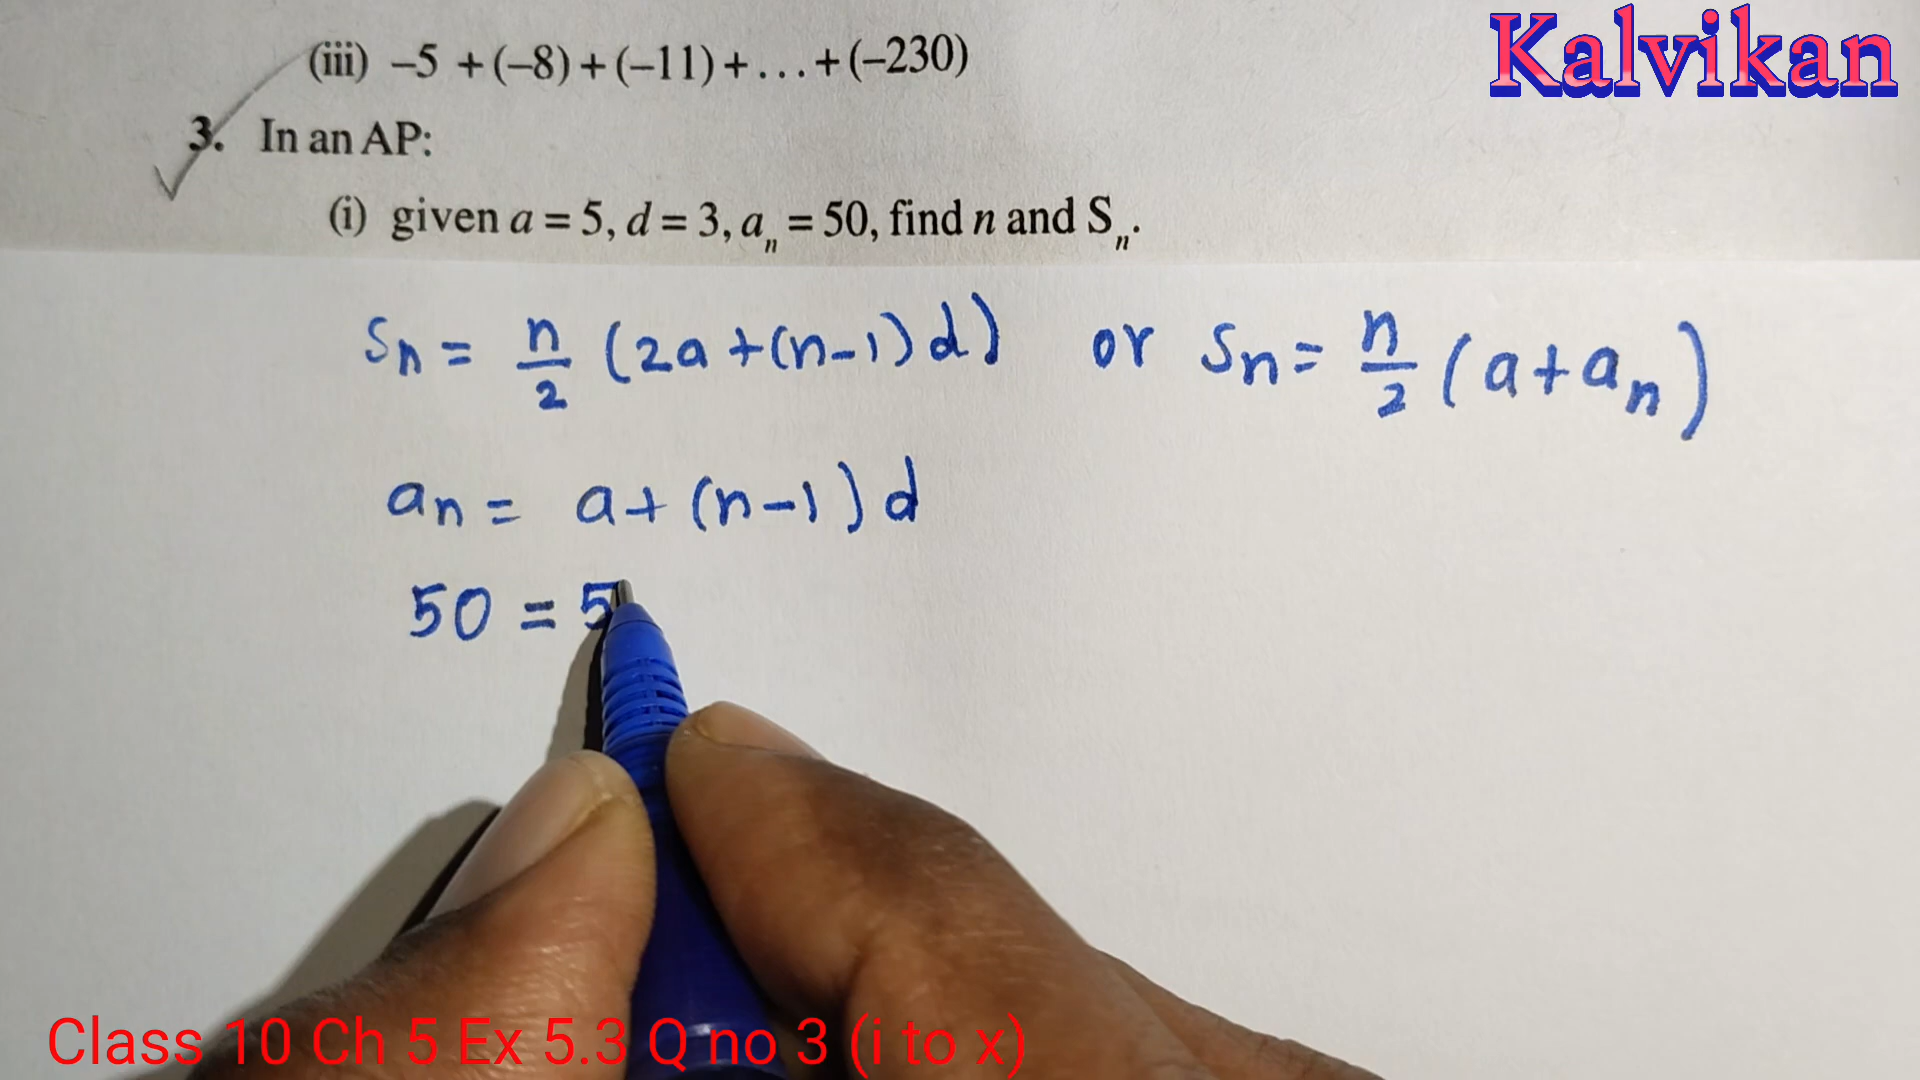 Kalvikan
(iii) –5 + (–8) + (–11) + . . . + (–230)
3. In an AP:
(i) given a = 5, d = 3, aₙ = 50, find n and Sₙ.
Sn = n/2 (2a + (n-1) d) or Sn = n/2 (a + an)
an = a + (n-1) d
50 = 5
Class 10 Ch 5 Ex 5.3 Q no 3 (i to x)